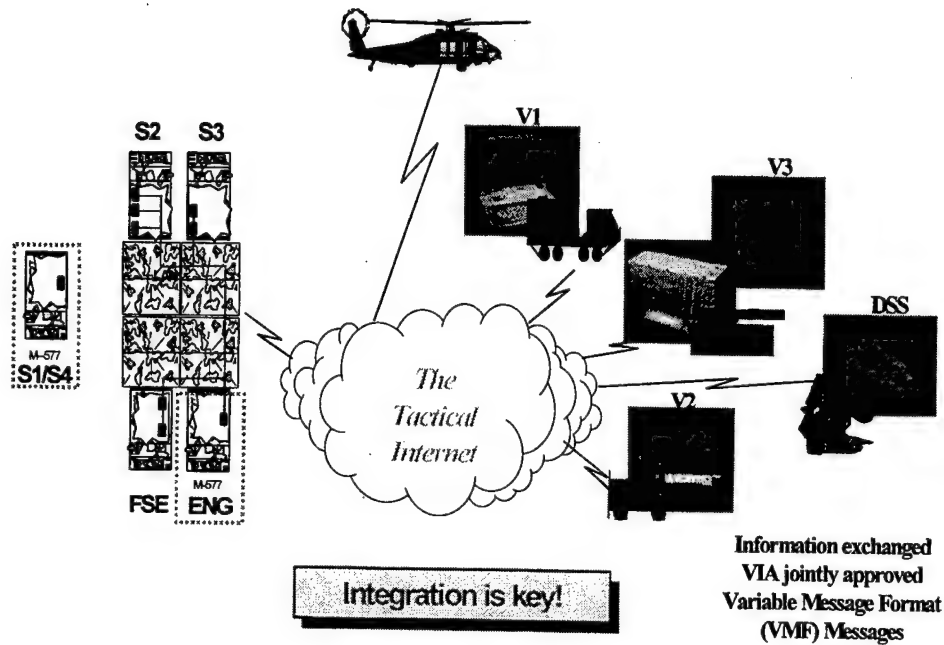 S2 S3
V1
V3
M-577
S1/S4
DSS
The
Tactical
Internet
V2
M-577
FSE ENG
Integration is key!
Information exchanged
VIA jointly approved
Variable Message Format
(VMF) Messages